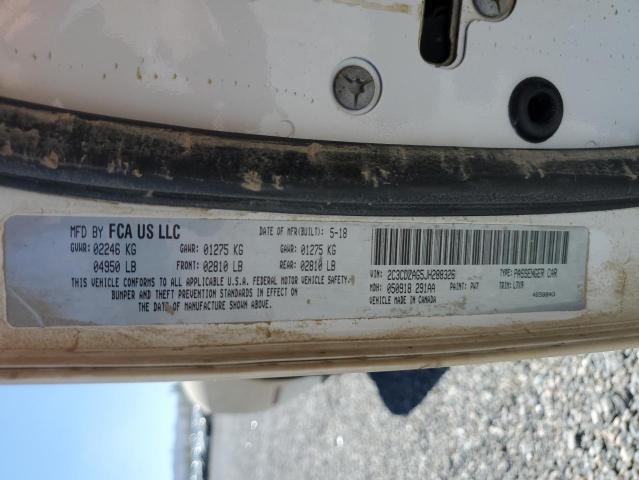 MFD BY FCA US LLC DATE OF MFR(BUILT): 5-18
GVWR: 02246 KG GAWR: 01275 KG GAWR: 01275 KG
04950 LB FRONT: 02810 LB REAR: 02810 LB
THIS VEHICLE CONFORMS TO ALL APPLICABLE U.S.A. FEDERAL MOTOR VEHICLE SAFETY,
BUMPER AND THEFT PREVENTION STANDARDS IN EFFECT ON
THE DATE OF MANUFACTURE SHOWN ABOVE.
VIN: 2C3CDZAG5JH288326 TYPE: PASSENGER CAR
MDH: 050918 291AA PAINT: PW7 TRIM: L7X9
VEHICLE MADE IN CANADA